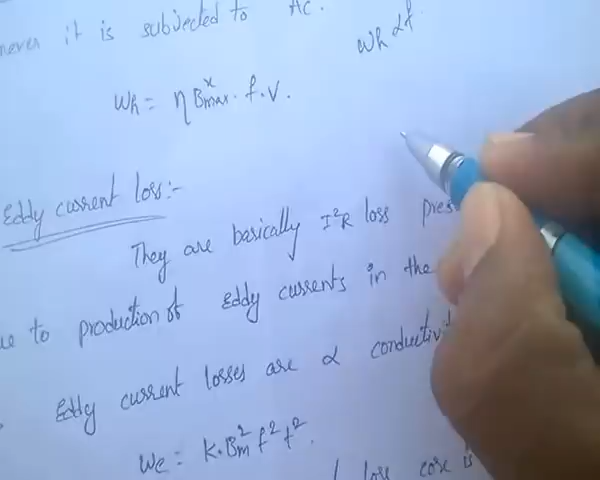 it is subjected to Ac.
Wh ∝ f
Wh = η Bmax^x . f . V.
Eddy current loss:-
They are basically I²R loss
to production of Eddy currents in the
Eddy current losses are ∝
We = K.Bm² f² t².
loss